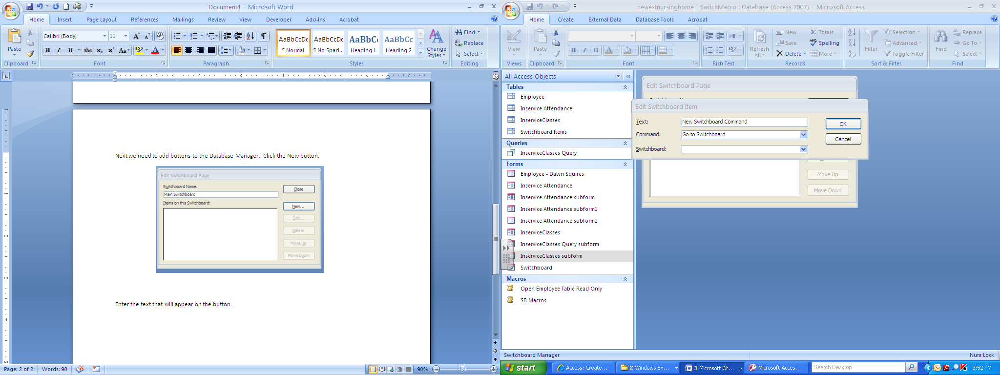 Document4 - Microsoft Word
Home Insert Page Layout References Mailings Review View Developer Add-Ins Acrobat
Paste
Calibri (Body) 11
AaBbCcDc AaBbCcDc AaBbCc AaBbCc
¶ Normal ¶ No Spaci... Heading 1 Heading 2
Change Styles
Find
Replace
Select
Clipboard Font Paragraph Styles Editing
Next we need to add buttons to the Database Manager. Click the New button.
Edit Switchboard Page
Switchboard Name:
Main Switchboard
Items on this Switchboard:
Close
New...
Edit...
Delete
Move Up
Move Down
Enter the text that will appear on the button.
Page: 2 of 2 Words: 90 90%
newestnursinghome - SwitchMacro : Database (Access 2007) - Microsoft Access
Home Create External Data Database Tools Acrobat
View
Paste
Refresh All
New
Save
Delete
Totals
Spelling
More
Filter
Selection
Advanced
Toggle Filter
Find
Replace
Go To
Select
Views Clipboard Font Rich Text Records Sort & Filter Find
All Access Objects
Tables
Employee
Inservice Attendance
InserviceClasses
Switchboard Items
Queries
InserviceClasses Query
Forms
Employee - Dawn Squires
Inservice Attendance
Inservice Attendance subform
Inservice Attendance subform1
Inservice Attendance subform2
InserviceClasses
InserviceClasses Query subform
InserviceClasses subform
Switchboard
Macros
Open Employee Table Read Only
SB Macros
Edit Switchboard Page
Edit Switchboard Item
Text: New Switchboard Command
Command: Go to Switchboard
Switchboard:
OK
Cancel
Move Up
Move Down
Switchboard Manager Num Lock
start Access: Create... 2 Windows Ex... 3 Microsoft Of... Microsoft Acces... Search Desktop 3:52 PM